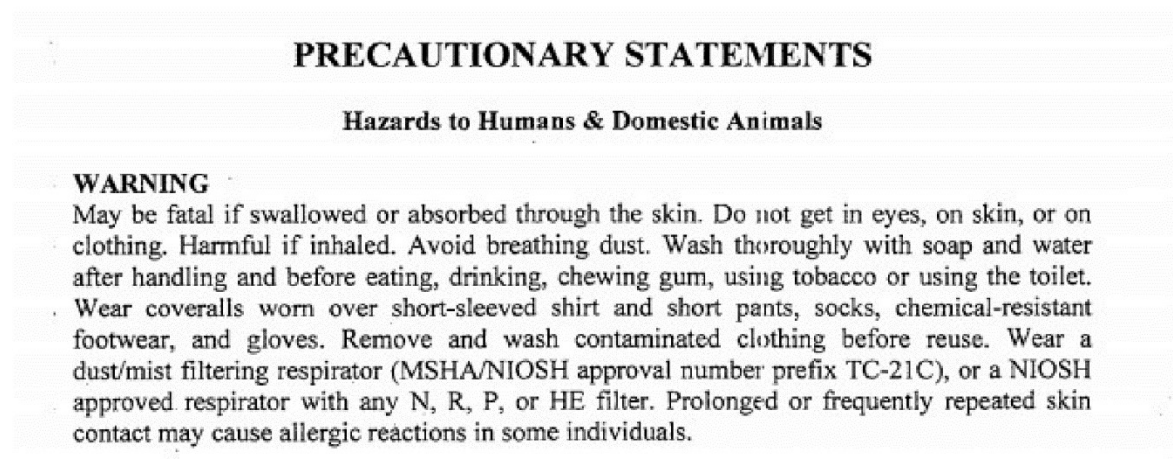 PRECAUTIONARY STATEMENTS
Hazards to Humans & Domestic Animals
WARNING
May be fatal if swallowed or absorbed through the skin. Do not get in eyes, on skin, or on
clothing. Harmful if inhaled. Avoid breathing dust. Wash thoroughly with soap and water
after handling and before eating, drinking, chewing gum, using tobacco or using the toilet.
Wear coveralls worn over short-sleeved shirt and short pants, socks, chemical-resistant
footwear, and gloves. Remove and wash contaminated clothing before reuse. Wear a
dust/mist filtering respirator (MSHA/NIOSH approval number prefix TC-21C), or a NIOSH
approved respirator with any N, R, P, or HE filter. Prolonged or frequently repeated skin
contact may cause allergic reactions in some individuals.